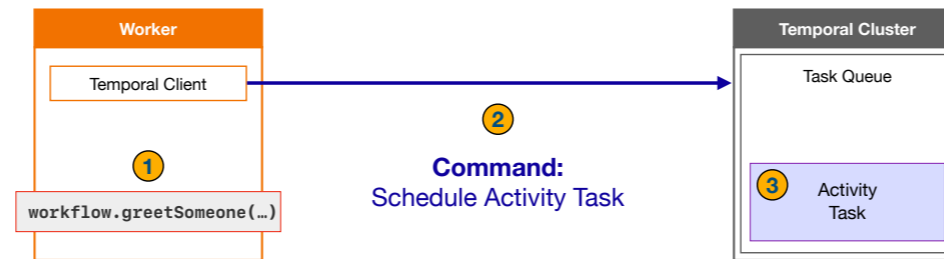 Worker
Temporal Client
1
workflow.greetSomeone(…)
2
Command:
Schedule Activity Task
Temporal Cluster
Task Queue
3
Activity
Task